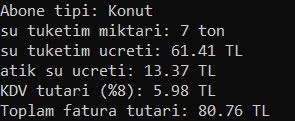 Abone tipi: Konut
su tuketim miktari: 7 ton
su tuketim ucreti: 61.41 TL
atik su ucreti: 13.37 TL
KDV tutari (%8): 5.98 TL
Toplam fatura tutari: 80.76 TL